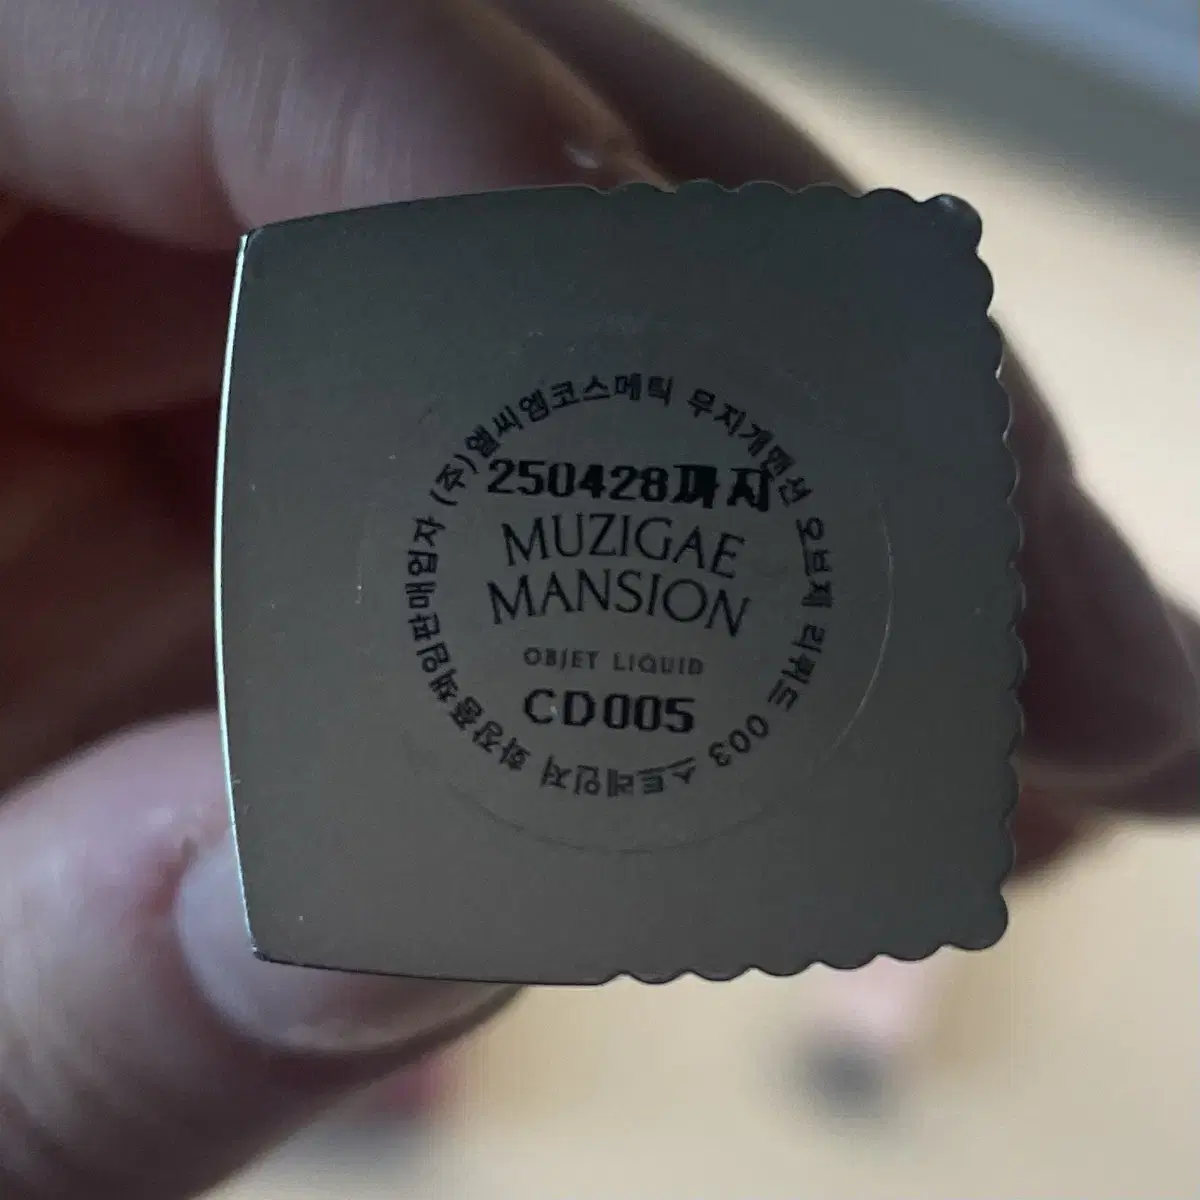 250428까지
MUZIGAE
MANSION
OBJET LIQUID
CD005
무지개맨션 오브제 리퀴드 003 스트레인저 화장품책임판매업자 (주)엠씨엠코스메틱